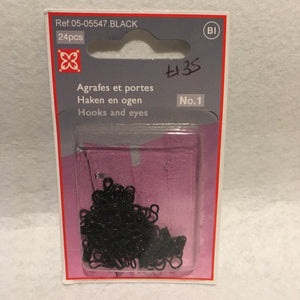 Ref:05-05547.BLACK
24pcs
BI
£1.35
Agrafes et portes
Haken en ogen
Hooks and eyes
No.1